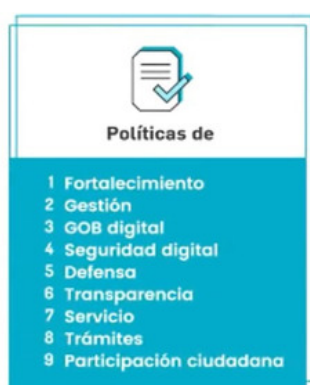 Políticas de
1 Fortalecimiento
2 Gestión
3 GOB digital
4 Seguridad digital
5 Defensa
6 Transparencia
7 Servicio
8 Trámites
9 Participación ciudadana